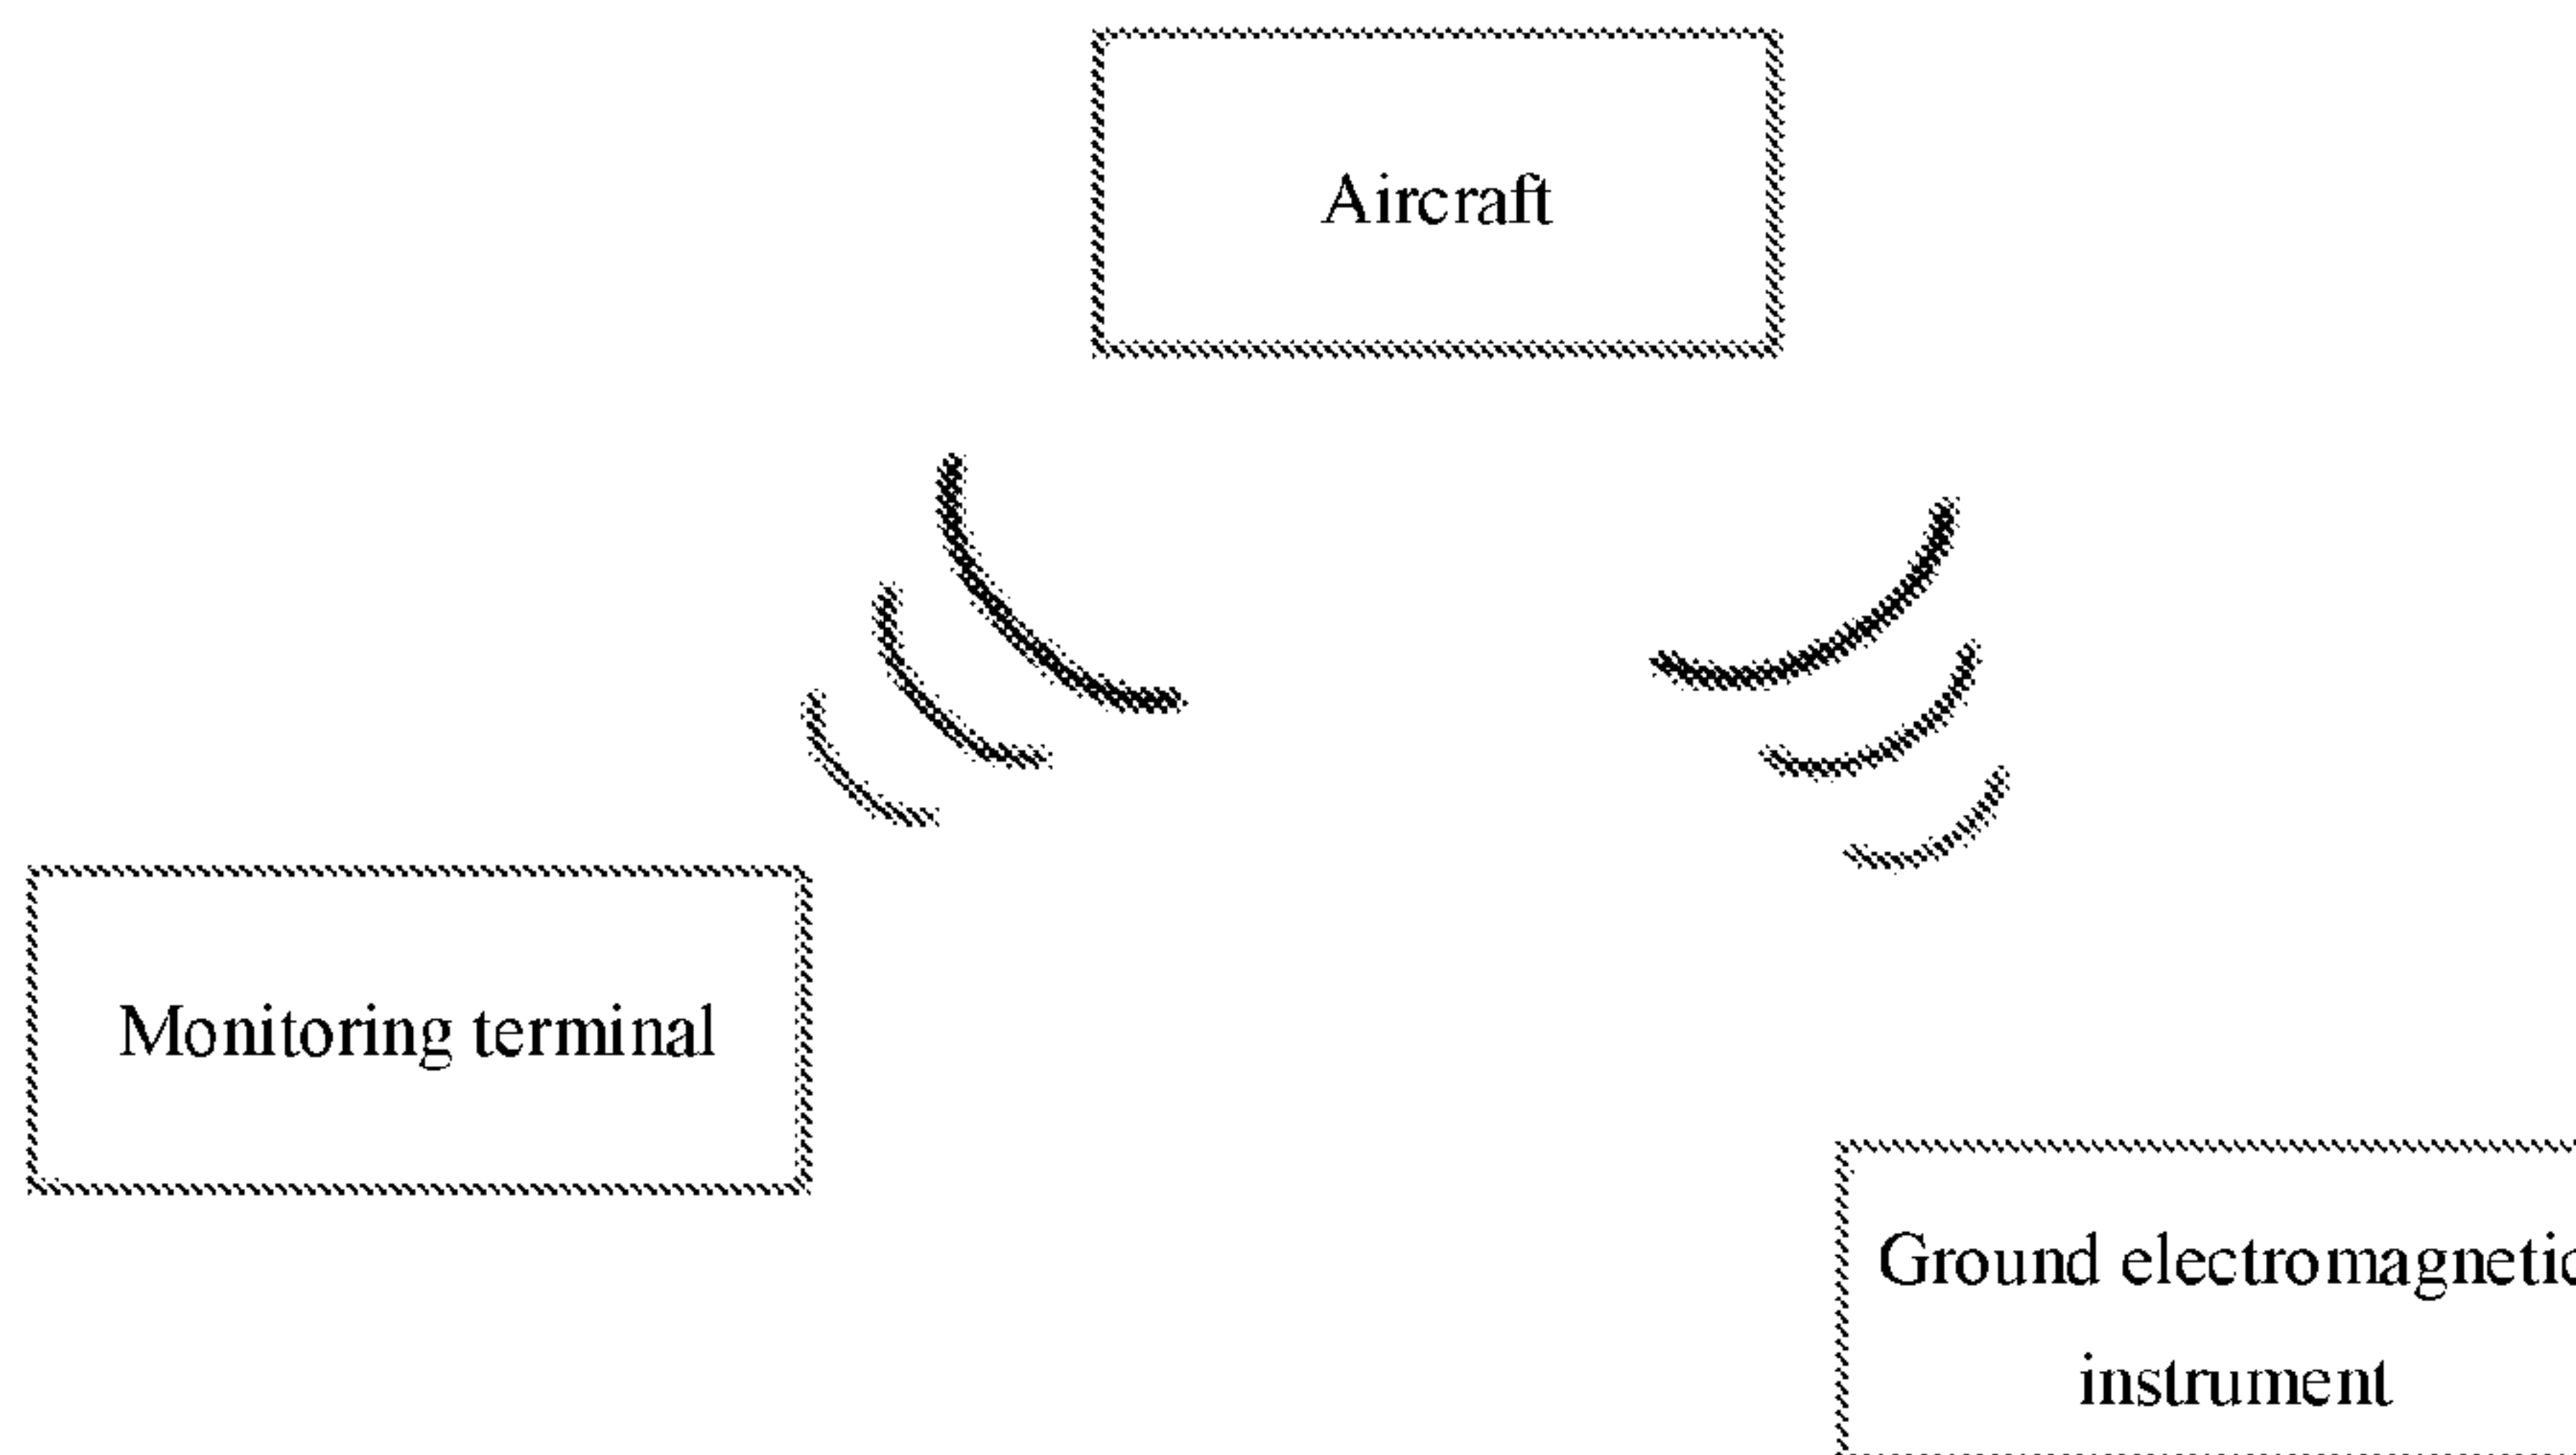 Aircraft
Monitoring terminal
Ground electromagnetic
instrument